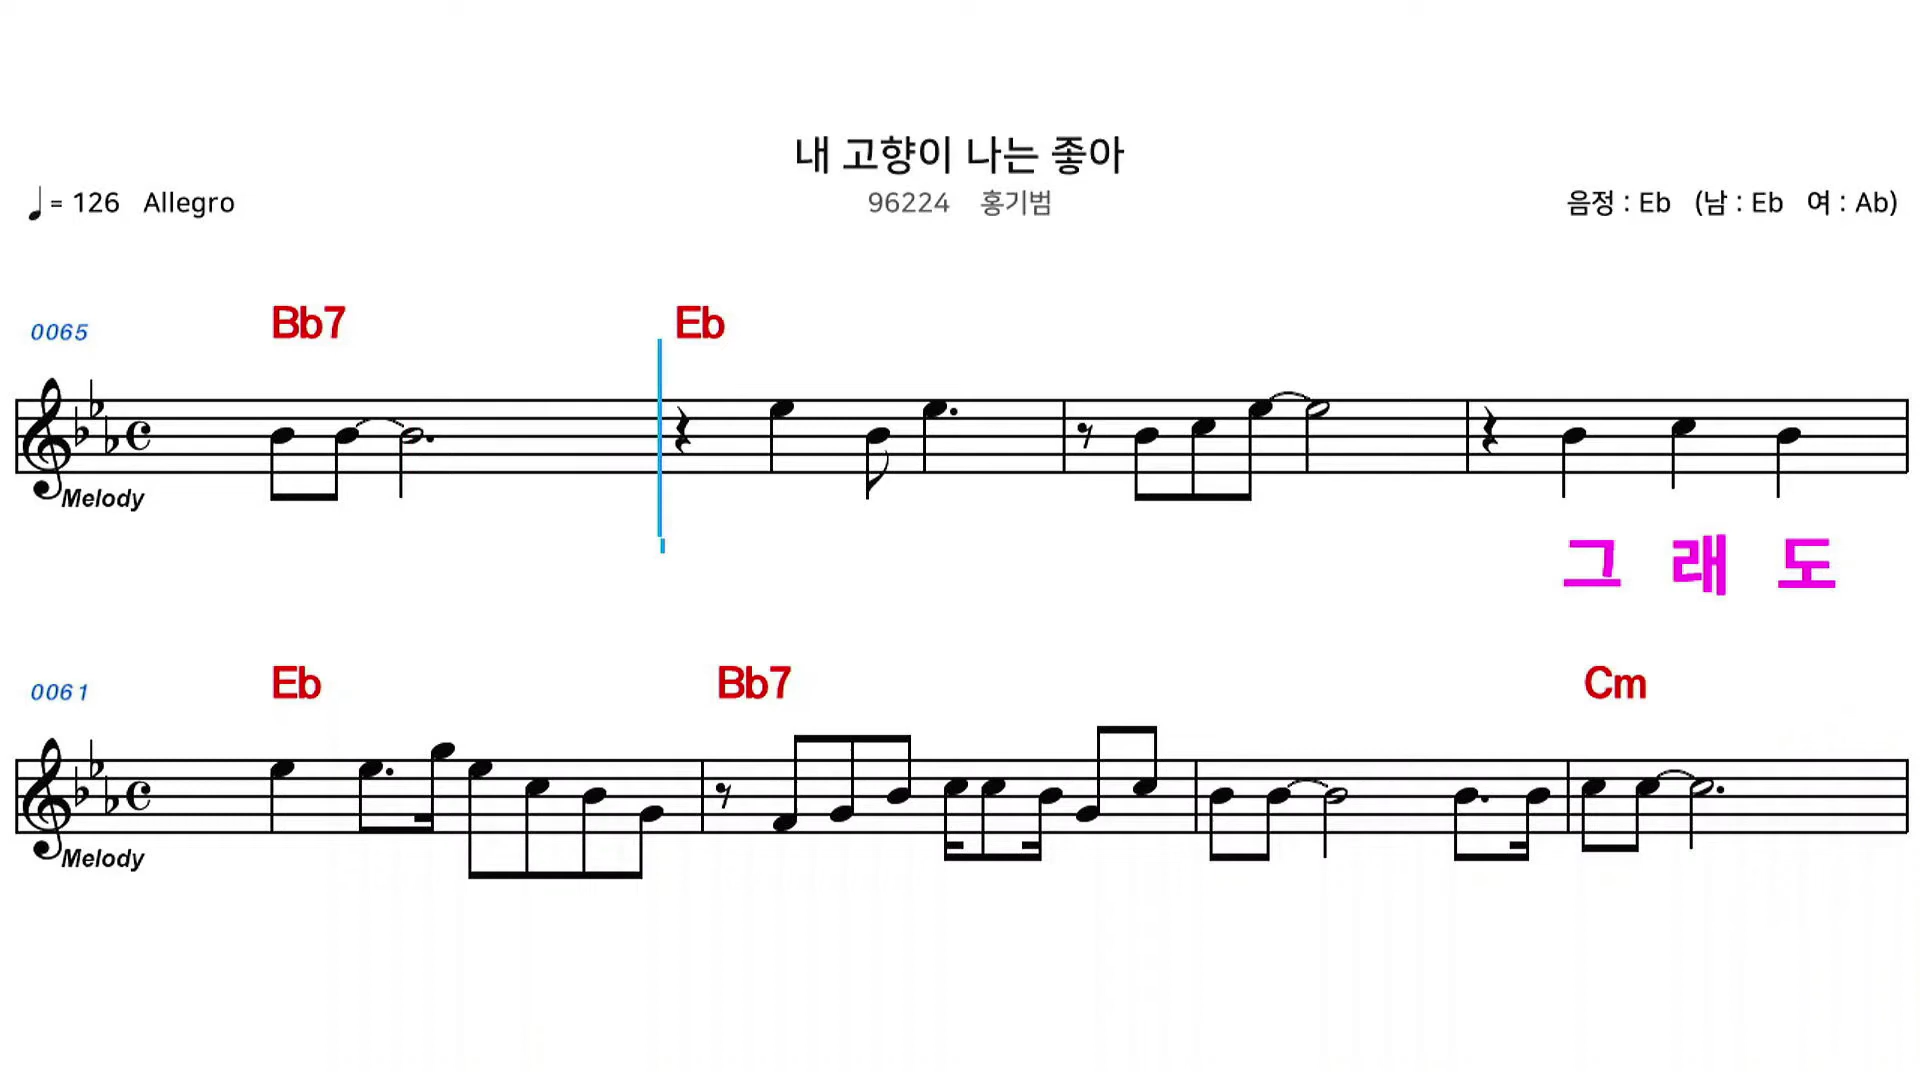 내 고향이 나는 좋아
= 126 Allegro
96224 홍기범
음정 : Eb (남 : Eb 여 : Ab)
0065
Bb7 Eb
Melody
그 래 도
0061
Eb Bb7 Cm
Melody